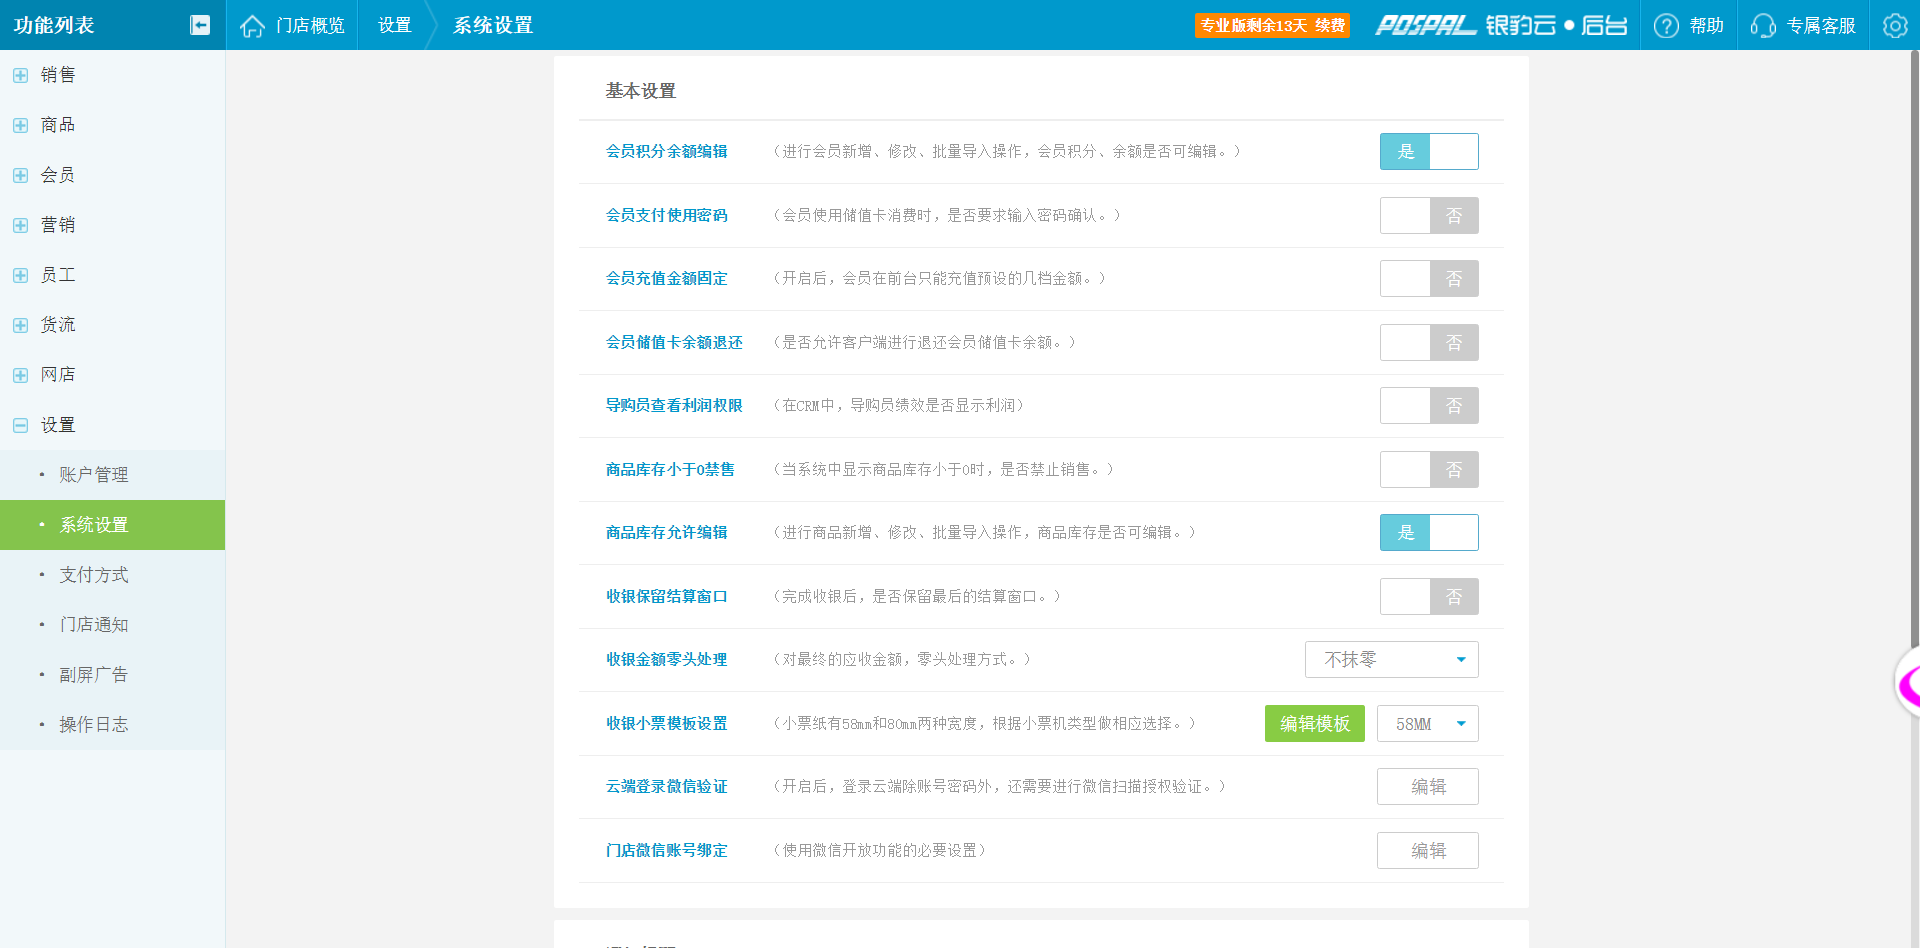 功能列表
门店概览
设置
系统设置
专业版剩余13天 续费
POSPAL 银豹云●后台
帮助
专属客服
销售
商品
会员
营销
员工
货流
网店
设置
• 账户管理
• 系统设置
• 支付方式
• 门店通知
• 副屏广告
• 操作日志
基本设置
会员积分余额编辑 （进行会员新增、修改、批量导入操作，会员积分、余额是否可编辑。） 是
会员支付使用密码 （会员使用储值卡消费时，是否要求输入密码确认。） 否
会员充值金额固定 （开启后，会员在前台只能充值预设的几档金额。） 否
会员储值卡余额退还 （是否允许客户端进行退还会员储值卡余额。） 否
导购员查看利润权限 （在CRM中，导购员绩效是否显示利润） 否
商品库存小于0禁售 （当系统中显示商品库存小于0时，是否禁止销售。） 否
商品库存允许编辑 （进行商品新增、修改、批量导入操作，商品库存是否可编辑。） 是
收银保留结算窗口 （完成收银后，是否保留最后的结算窗口。） 否
收银金额零头处理 （对最终的应收金额，零头处理方式。） 不抹零
收银小票模板设置 （小票纸有58mm和80mm两种宽度，根据小票机类型做相应选择。） 编辑模板 58MM
云端登录微信验证 （开启后，登录云端除账号密码外，还需要进行微信扫描授权验证。） 编辑
门店微信账号绑定 （使用微信开放功能的必要设置） 编辑